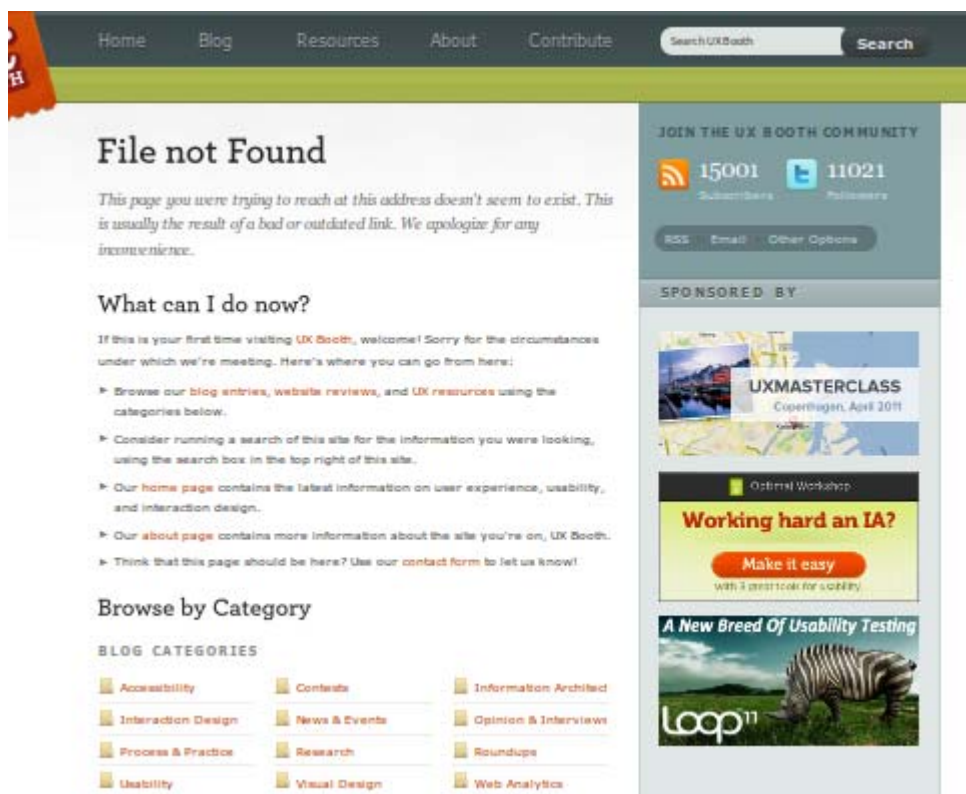 Home Blog Resources About Contribute Search UX Booth Search
File not Found
This page you were trying to reach at this address doesn't seem to exist. This
is usually the result of a bad or outdated link. We apologize for any
inconvenience.
What can I do now?
If this is your first time visiting UX Booth, welcome! Sorry for the circumstances
under which we're meeting. Here's where you can go from here:
Browse our blog entries, website reviews, and UX resources using the
categories below.
Consider running a search of this site for the information you were looking,
using the search box in the top right of this site.
Our home page contains the latest information on user experience, usability,
and interaction design.
Our about page contains more information about the site you're on, UX Booth.
Think that this page should be here? Use our contact form to let us know!
Browse by Category
BLOG CATEGORIES
Accessibility Contests Information Architect
Interaction Design News & Events Opinion & Interviews
Process & Practice Research Roundups
Usability Visual Design Web Analytics
JOIN THE UX BOOTH COMMUNITY
15001 11021
Subscribers Followers
RSS Email Other Options
SPONSORED BY
UXMASTERCLASS
Copenhagen, April 2011
Optimal Workshop
Working hard an IA?
Make it easy
with 3 great tools for usability
A New Breed Of Usability Testing
Loop11